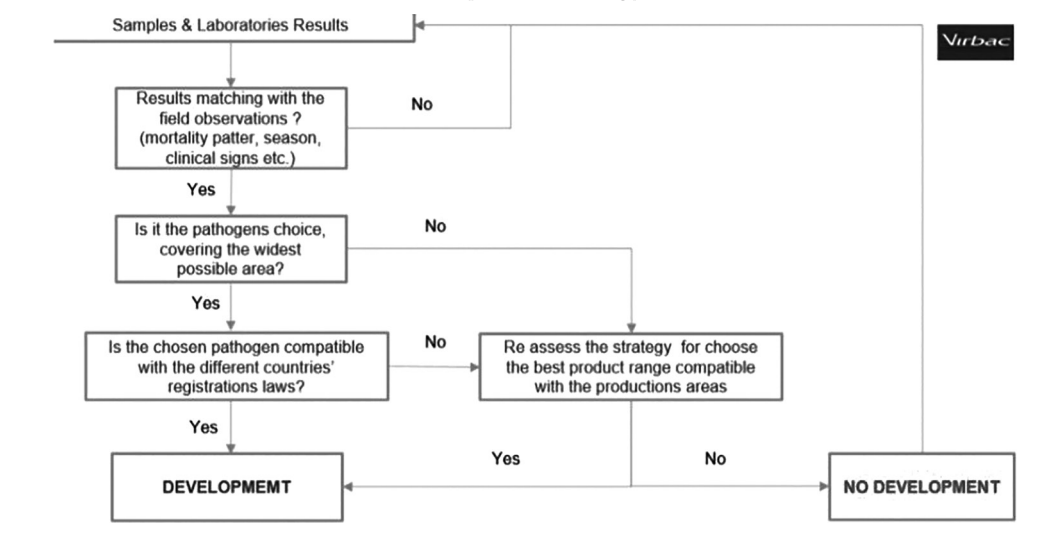 Samples & Laboratories Results
Virbac
Results matching with the
field observations ?
(mortality patter, season,
clinical signs etc.)
No
Yes
Is it the pathogens choice,
covering the widest
possible area?
No
Yes
Is the chosen pathogen compatible
with the different countries'
registrations laws?
No
Re assess the strategy for choose
the best product range compatible
with the productions areas
Yes
Yes
No
DEVELOPMEMT
NO DEVELOPMENT